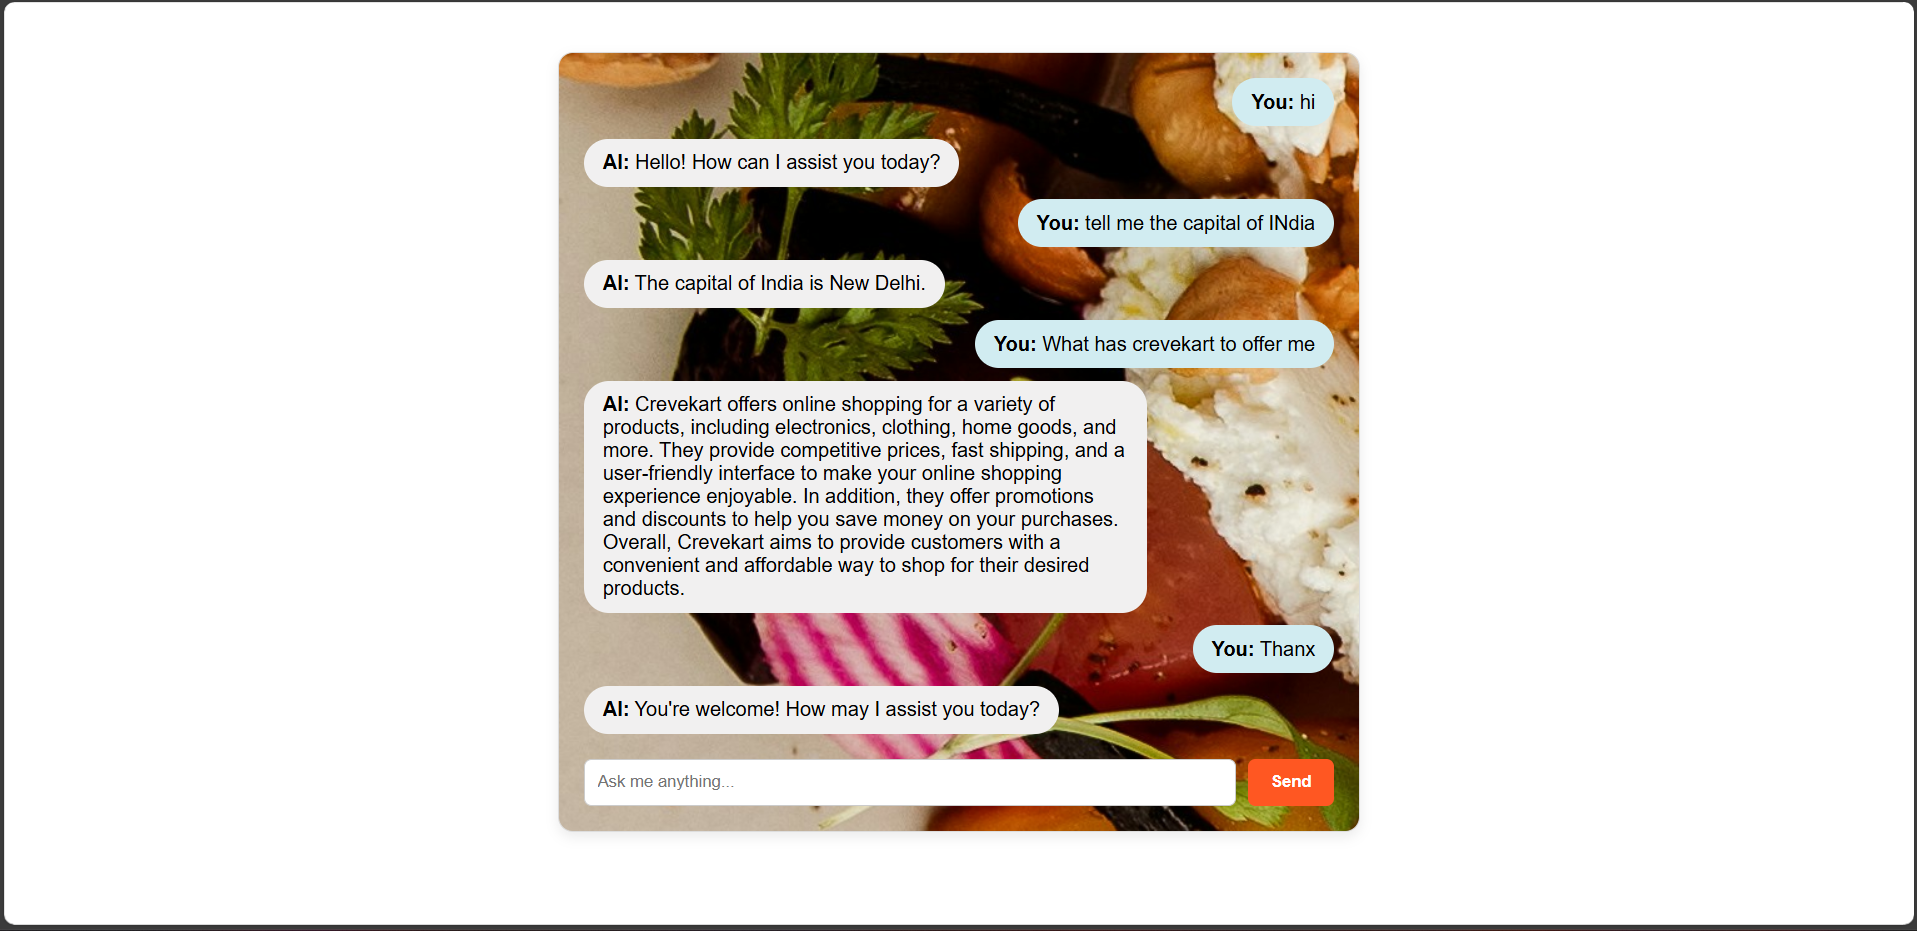 You: hi
AI: Hello! How can I assist you today?
You: tell me the capital of INdia
AI: The capital of India is New Delhi.
You: What has crevekart to offer me
AI: Crevekart offers online shopping for a variety of
products, including electronics, clothing, home goods, and
more. They provide competitive prices, fast shipping, and a
user-friendly interface to make your online shopping
experience enjoyable. In addition, they offer promotions
and discounts to help you save money on your purchases.
Overall, Crevekart aims to provide customers with a
convenient and affordable way to shop for their desired
products.
You: Thanx
AI: You're welcome! How may I assist you today?
Ask me anything...
Send